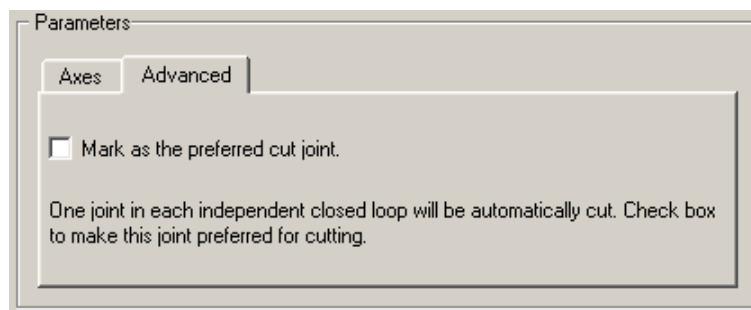 Parameters
Axes
Advanced
Mark as the preferred cut joint.
One joint in each independent closed loop will be automatically cut. Check box
to make this joint preferred for cutting.